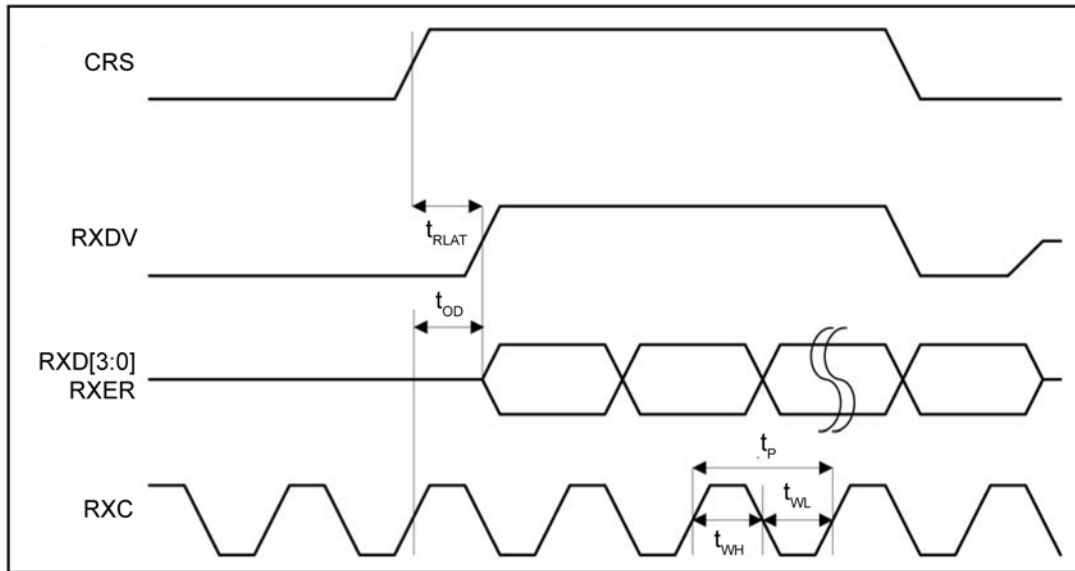 CRS
RXDV
tRLAT
tOD
RXD[3:0]
RXER
tP
RXC
tWL
tWH